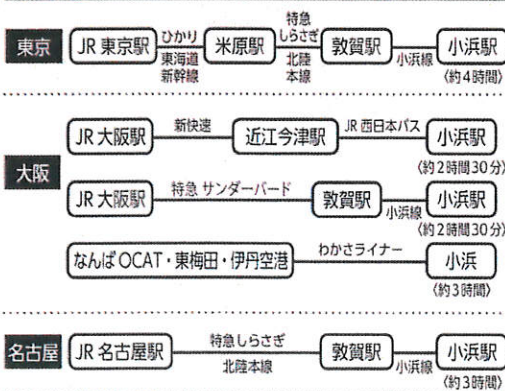 東京
JR 東京駅
ひかり
東海道
新幹線
米原駅
特急
しらさぎ
北陸
本線
敦賀駅
小浜線
小浜駅
〈約4時間〉
大阪
JR 大阪駅
新快速
近江今津駅
JR 西日本バス
小浜駅
〈約2時間30分〉
JR 大阪駅
特急 サンダーバード
敦賀駅
小浜線
小浜駅
〈約2時間30分〉
なんば OCAT・東梅田・伊丹空港
わかさライナー
小浜
〈約3時間〉
名古屋
JR 名古屋駅
特急しらさぎ
北陸本線
敦賀駅
小浜線
小浜駅
〈約3時間〉